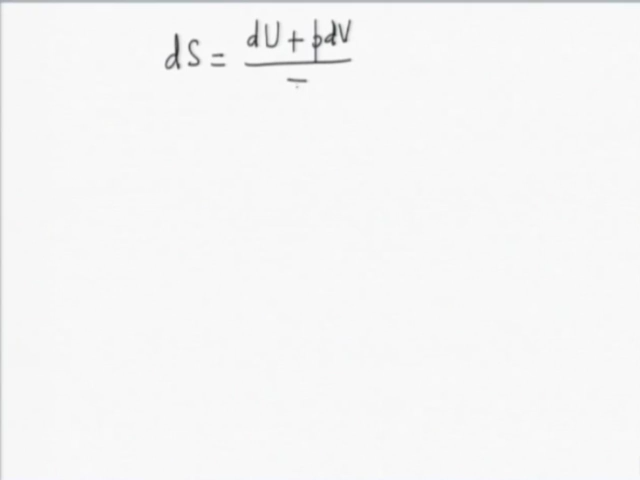 dS = dU + pdV / –